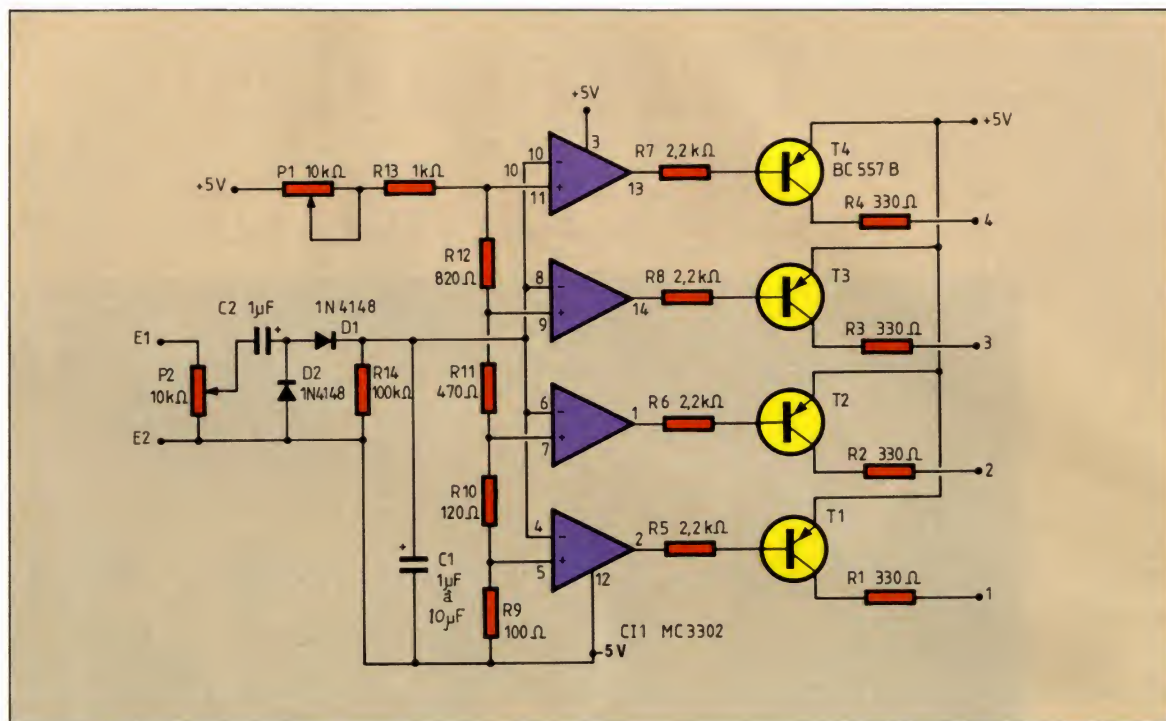 +5V
3
+5V
P1 10kΩ
R13 1kΩ
+5V
10
10
11
13
R7 2,2kΩ
T4
BC 557 B
R4 330Ω
4
R12
820Ω
8
9
14
R8 2,2kΩ
T3
R3 330Ω
3
C2 1µF
+
1N4148
D1
E1
P2
10kΩ
D2
1N4148
R14
100kΩ
R11
470Ω
E2
6
7
1
R6 2,2kΩ
T2
R2 330Ω
2
R10
120Ω
4
5
2
12
R5 2,2kΩ
T1
R1 330Ω
1
+
C1
1µF
à
10µF
R9
100Ω
CI1 MC3302
-5V